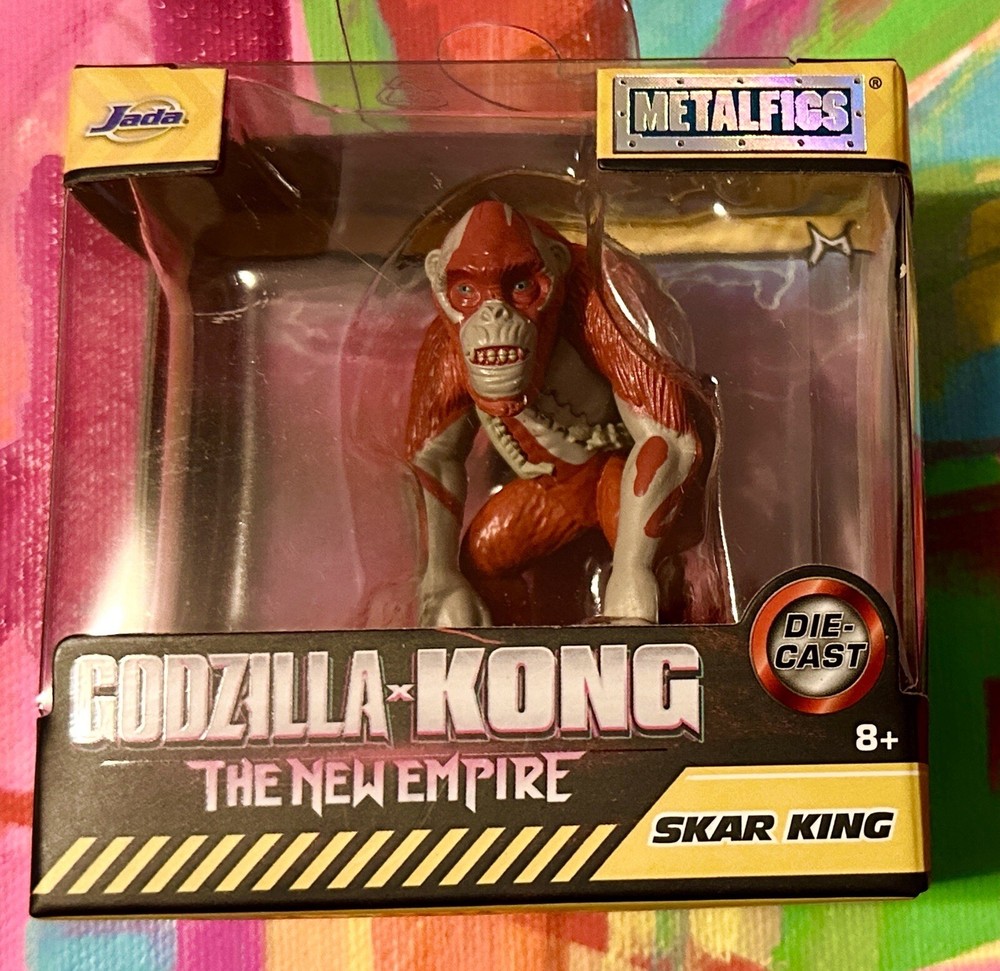 Jada
METALFIGS®
DIE-
CAST
GODZILLA x KONG
THE NEW EMPIRE
8+
SKAR KING